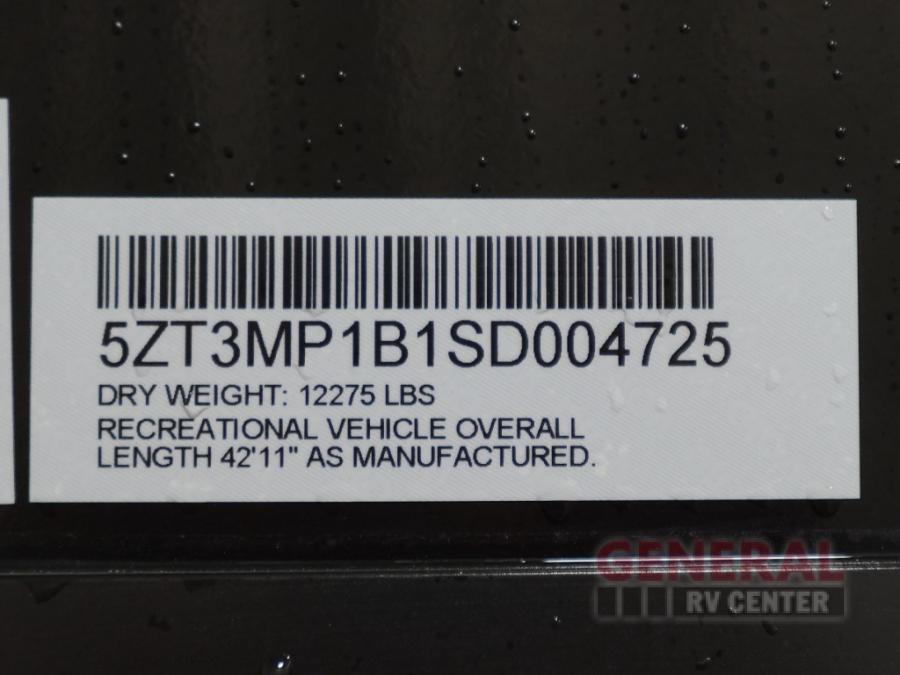 5ZT3MP1B1SD004725
DRY WEIGHT: 12275 LBS
RECREATIONAL VEHICLE OVERALL
LENGTH 42'11" AS MANUFACTURED.
GENERAL
RV CENTER